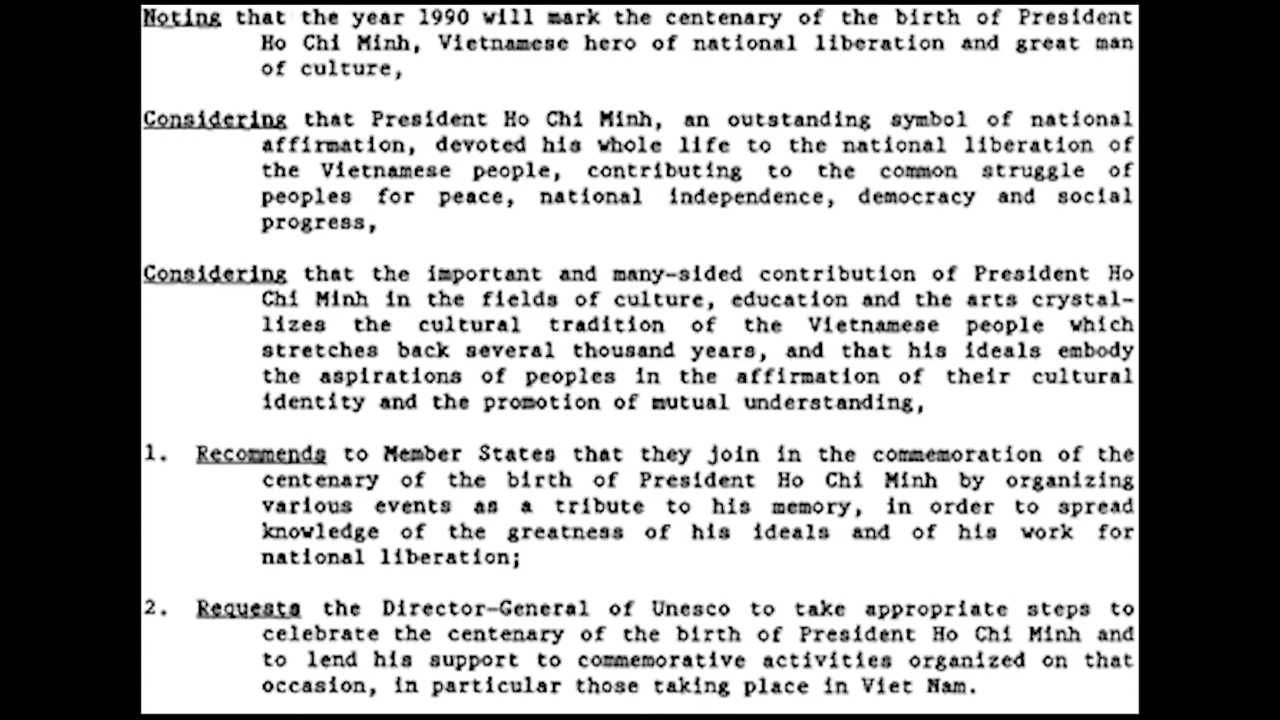 Noting that the year 1990 will mark the centenary of the birth of President
Ho Chi Minh, Vietnamese hero of national liberation and great man
of culture,
Considering that President Ho Chi Minh, an outstanding symbol of national
affirmation, devoted his whole life to the national liberation of
the Vietnamese people, contributing to the common struggle of
peoples for peace, national independence, democracy and social
progress,
Considering that the important and many-sided contribution of President Ho
Chi Minh in the fields of culture, education and the arts crystal-
lizes the cultural tradition of the Vietnamese people which
stretches back several thousand years, and that his ideals embody
the aspirations of peoples in the affirmation of their cultural
identity and the promotion of mutual understanding,
1. Recommends to Member States that they join in the commemoration of the
centenary of the birth of President Ho Chi Minh by organizing
various events as a tribute to his memory, in order to spread
knowledge of the greatness of his ideals and of his work for
national liberation;
2. Requests the Director-General of Unesco to take appropriate steps to
celebrate the centenary of the birth of President Ho Chi Minh and
to lend his support to commemorative activities organized on that
occasion, in particular those taking place in Viet Nam.